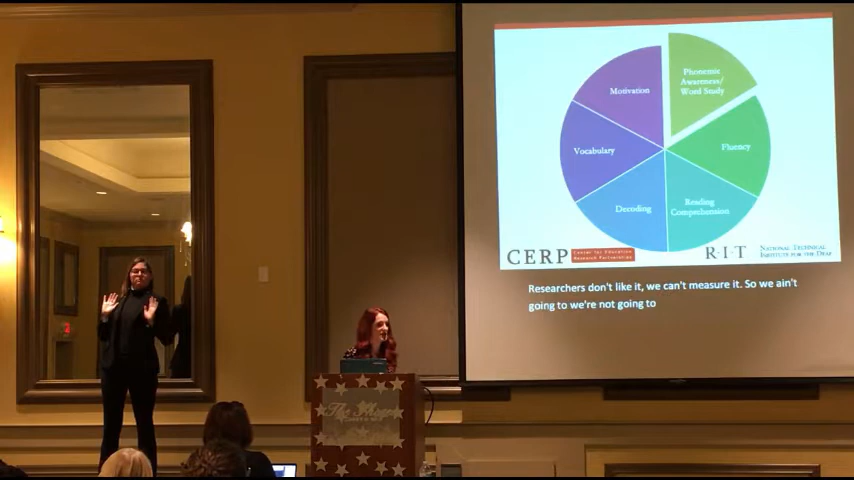 Motivation
Phonemic
Awareness/
Word Study
Vocabulary
Fluency
Decoding
Reading
Comprehension
CERP Center for Education
Research Partnerships
R·I·T NATIONAL TECHNICAL
INSTITUTE FOR THE DEAF
Researchers don't like it, we can't measure it. So we ain't
going to we're not going to